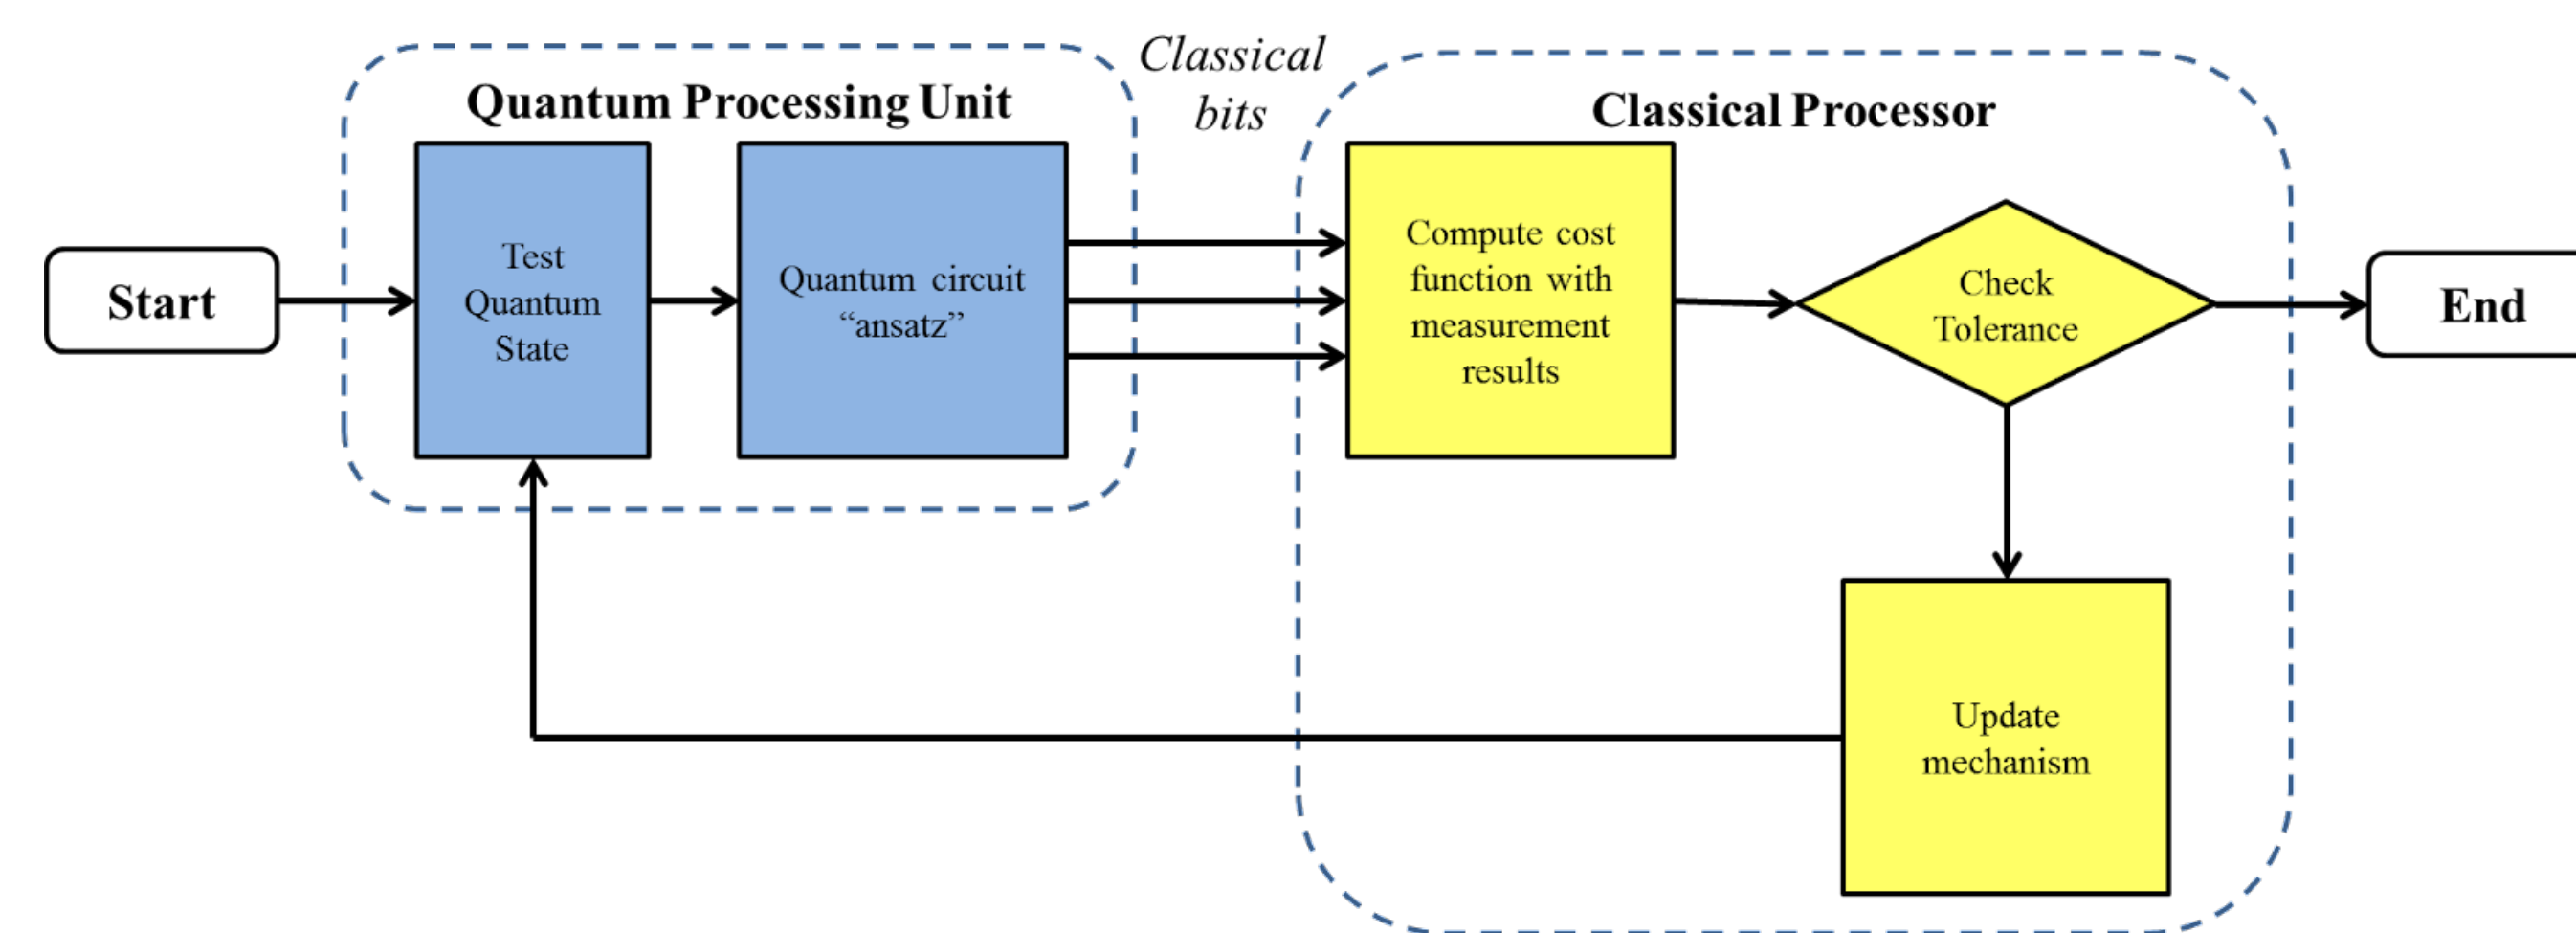 Classical
bits
Quantum Processing Unit
Classical Processor
Start
Test
Quantum
State
Quantum circuit
“ansatz”
Compute cost
function with
measurement
results
Check
Tolerance
End
Update
mechanism